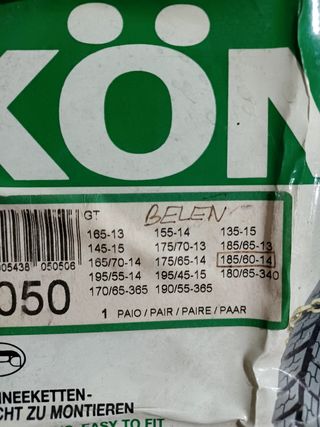 KÖN
GT BELEN
165-13 155-14 135-15
145-15 175/70-13 185/65-13
165/70-14 175/65-14 185/60-14
195/55-14 195/45-15 180/65-340
170/65-365 190/55-365
005438 050506
050
1 PAIO / PAIR / PAIRE / PAAR
NEEKETTEN-
CHT ZU MONTIEREN
EASY TO FIT